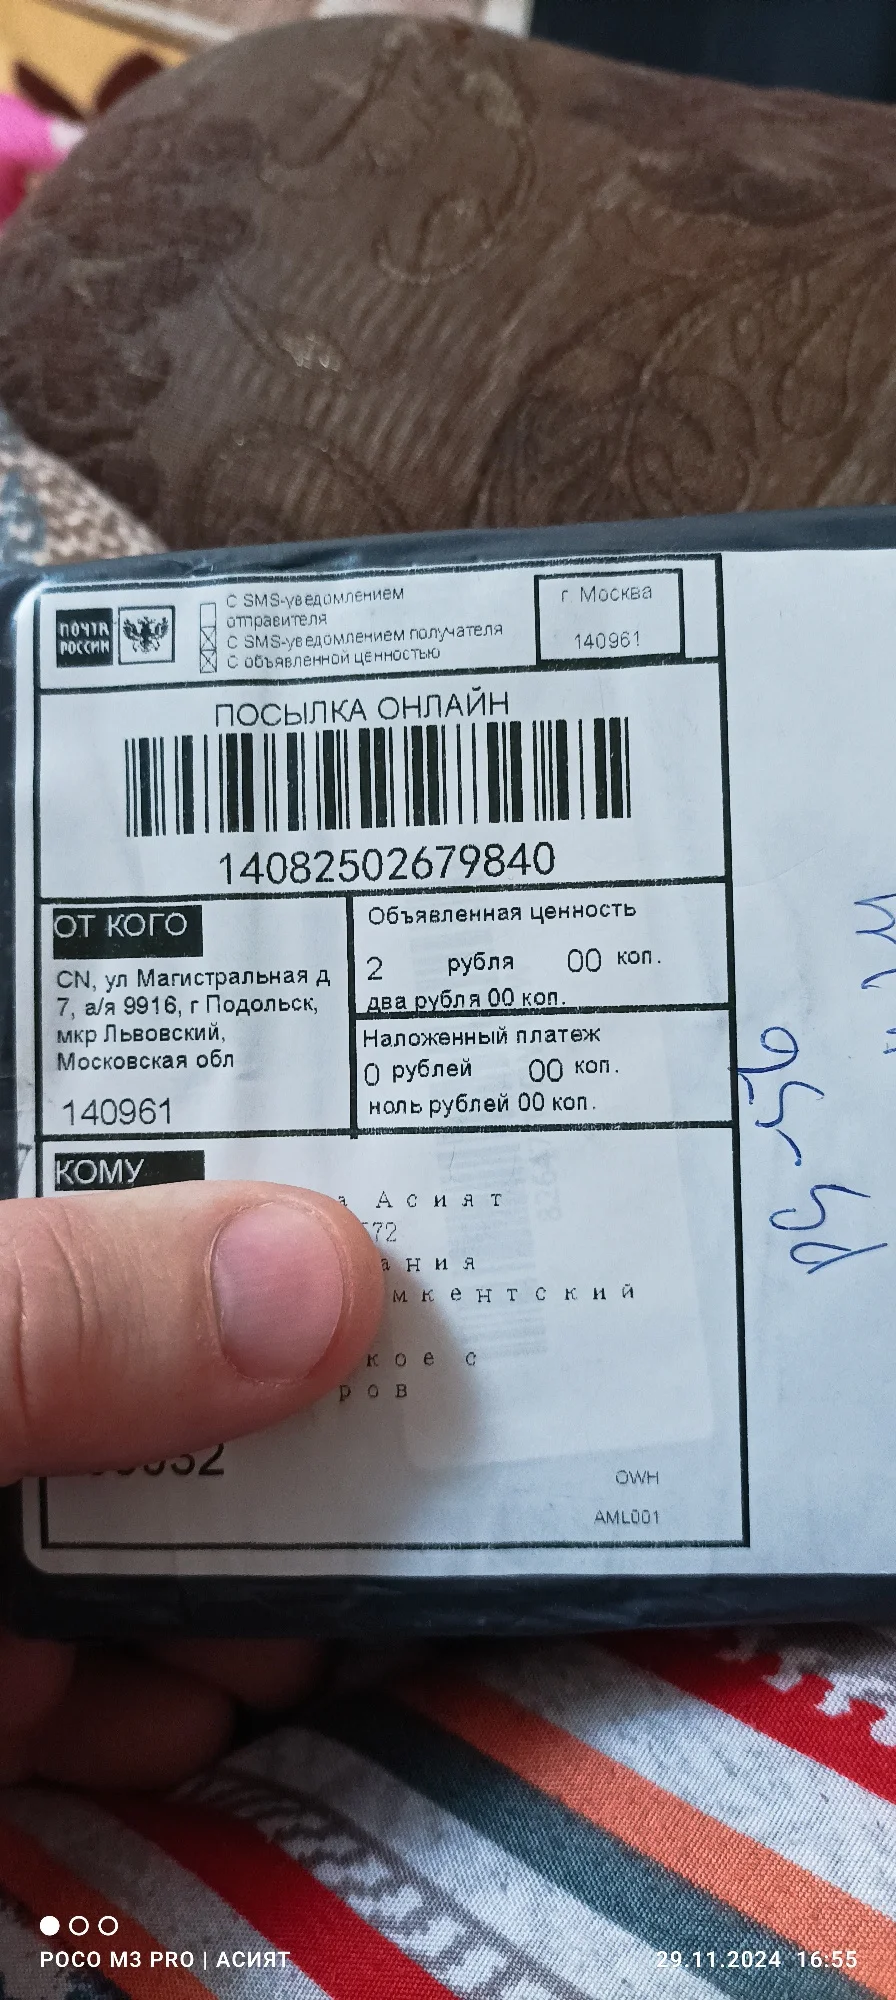 ПОЧТА
РОССИИ
С SMS-уведомлением
отправителя
С SMS-уведомлением получателя
С объявленной ценностью
г. Москва
140961
ПОСЫЛКА ОНЛАЙН
14082502679840
ОТ КОГО
CN, ул Магистральная д
7, а/я 9916, г Подольск,
мкр Львовский,
Московская обл
140961
Объявленная ценность
2 рубля 00 коп.
два рубля 00 коп.
Наложенный платеж
0 рублей 00 коп.
ноль рублей 00 коп.
КОМУ
а Асият
72
ания
мкентский
кое с
ров
OWH
AML001
POCO M3 PRO | АСИЯТ
29.11.2024 16:55